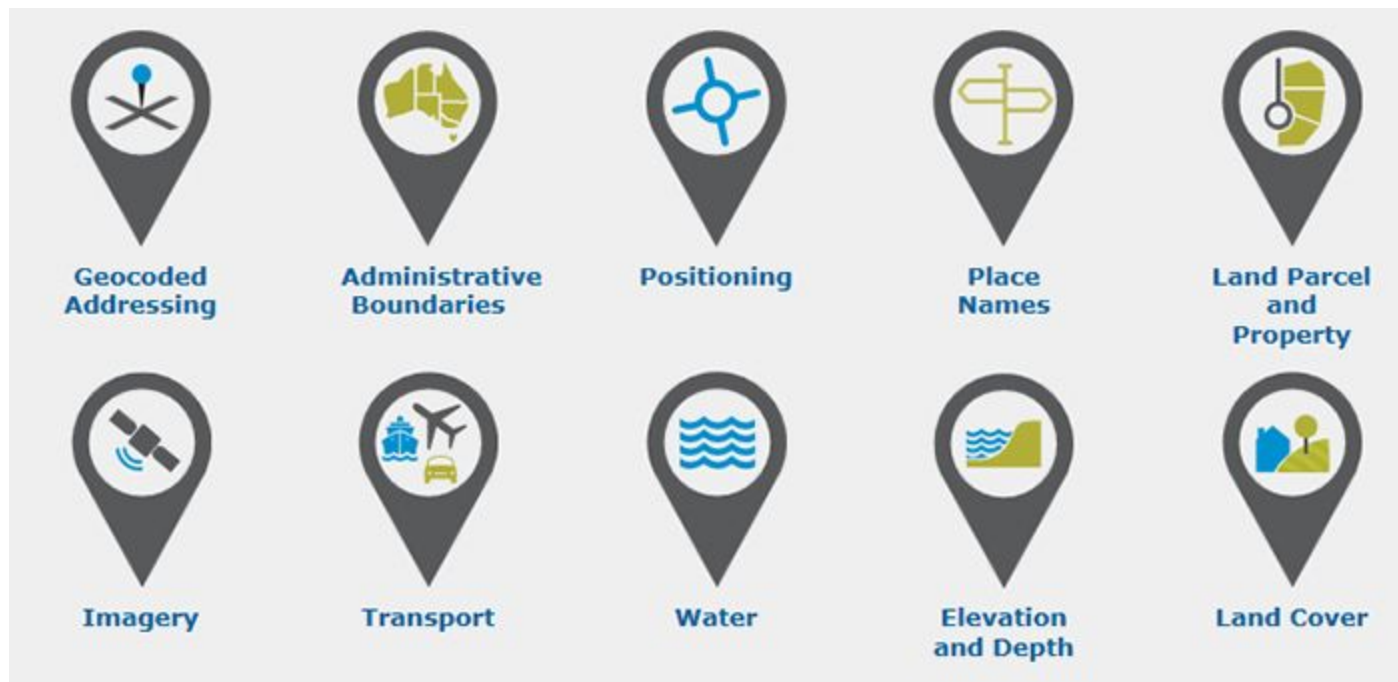 Geocoded
Addressing
Administrative
Boundaries
Positioning
Place
Names
Land Parcel
and
Property
Imagery
Transport
Water
Elevation
and Depth
Land Cover